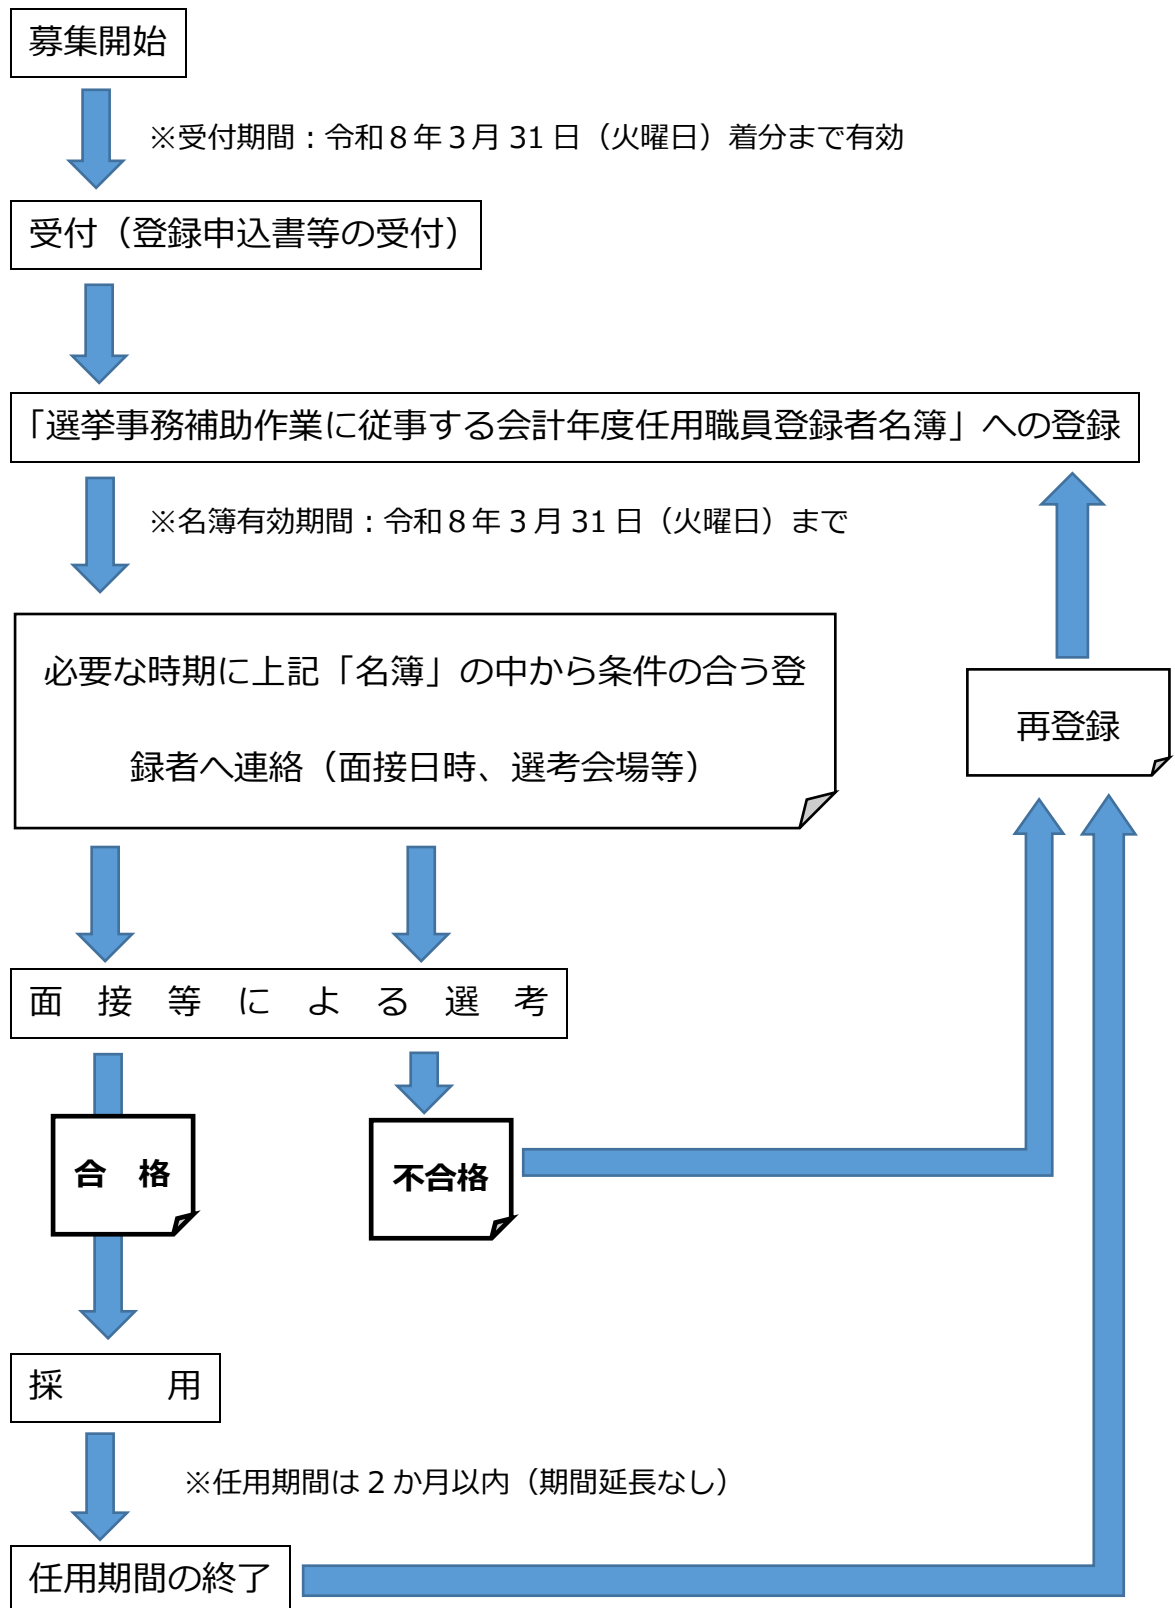 募集開始
※受付期間：令和８年３月 31 日（火曜日）着分まで有効
受付（登録申込書等の受付）
「選挙事務補助作業に従事する会計年度任用職員登録者名簿」への登録
※名簿有効期間：令和８年３月 31 日（火曜日）まで
必要な時期に上記「名簿」の中から条件の合う登
録者へ連絡（面接日時、選考会場等）
再登録
面　接　等　に　よ　る　選　考
合　格
不合格
採　　　用
※任用期間は２か月以内（期間延長なし）
任用期間の終了